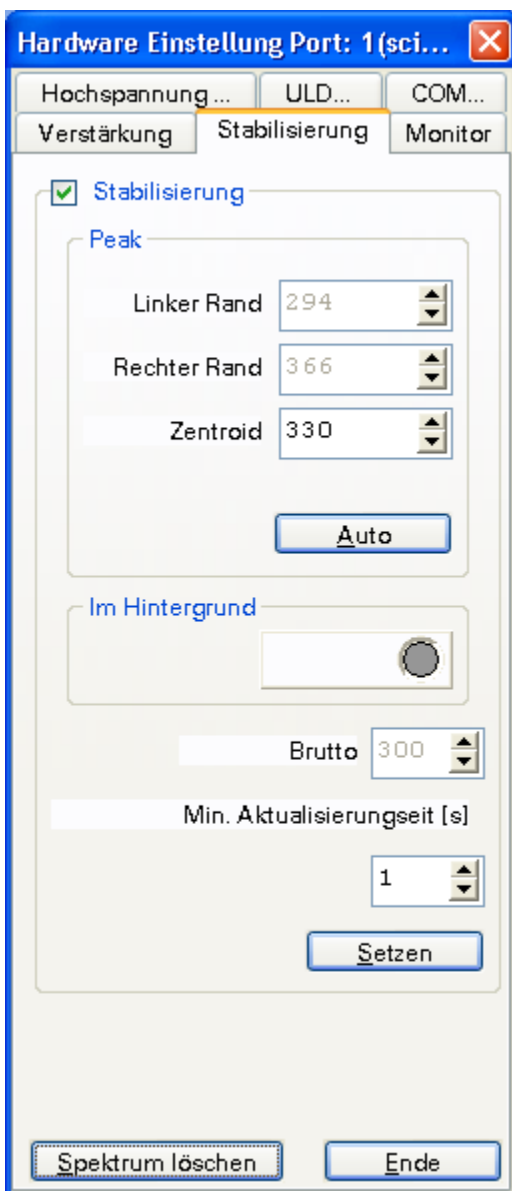 Hardware Einstellung Port: 1(sci...
Hochspannung ... ULD... COM...
Verstärkung Stabilisierung Monitor
Stabilisierung
Peak
Linker Rand 294
Rechter Rand 366
Zentroid 330
Auto
Im Hintergrund
Brutto 300
Min. Aktualisierungseit [s]
1
Setzen
Spektrum löschen Ende